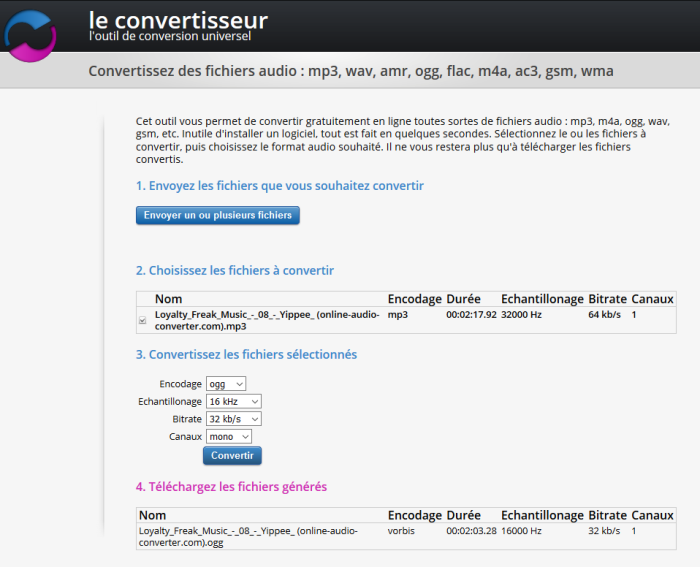 le convertisseur
l'outil de conversion universel
Convertissez des fichiers audio : mp3, wav, amr, ogg, flac, m4a, ac3, gsm, wma
Cet outil vous permet de convertir gratuitement en ligne toutes sortes de fichiers audio : mp3, m4a, ogg, wav,
gsm, etc. Inutile d'installer un logiciel, tout est fait en quelques secondes. Sélectionnez le ou les fichiers à
convertir, puis choisissez le format audio souhaité. Il ne vous restera plus qu'à télécharger les fichiers
convertis.
1. Envoyez les fichiers que vous souhaitez convertir
Envoyer un ou plusieurs fichiers
2. Choisissez les fichiers à convertir
Nom Encodage Durée Echantillonage Bitrate Canaux
Loyalty_Freak_Music_-_08_-_Yippee_ (online-audio- mp3 00:02:17.92 32000 Hz 64 kb/s 1
converter.com).mp3
3. Convertissez les fichiers sélectionnés
Encodage ogg
Echantillonage 16 kHz
Bitrate 32 kb/s
Canaux mono
Convertir
4. Téléchargez les fichiers générés
Nom Encodage Durée Echantillonage Bitrate Canaux
Loyalty_Freak_Music_-_08_-_Yippee_ (online-audio- vorbis 00:02:03.28 16000 Hz 32 kb/s 1
converter.com).ogg